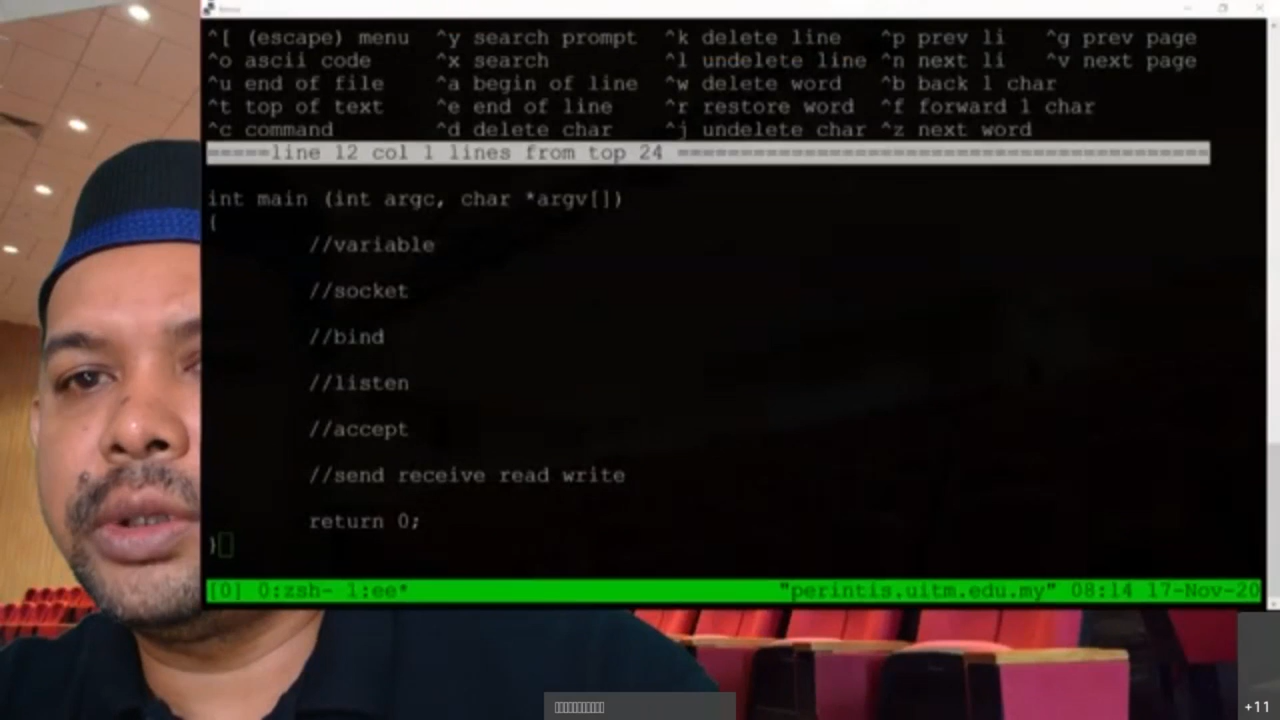 ^[ (escape) menu ^y search prompt ^k delete line ^p prev li ^g prev page
^o ascii code ^x search ^l undelete line ^n next li ^v next page
^u end of file ^a begin of line ^w delete word ^b back 1 char
^t top of text ^e end of line ^r restore word ^f forward 1 char
^c command ^d delete char ^j undelete char ^z next word
=====line 12 col 1 lines from top 24 ==========================================
int main (int argc, char *argv[])
{
//variable
//socket
//bind
//listen
//accept
//send receive read write
return 0;
}
[0] 0:zsh- 1:ee* "perintis.uitm.edu.my" 08:14 17-Nov-20
+11